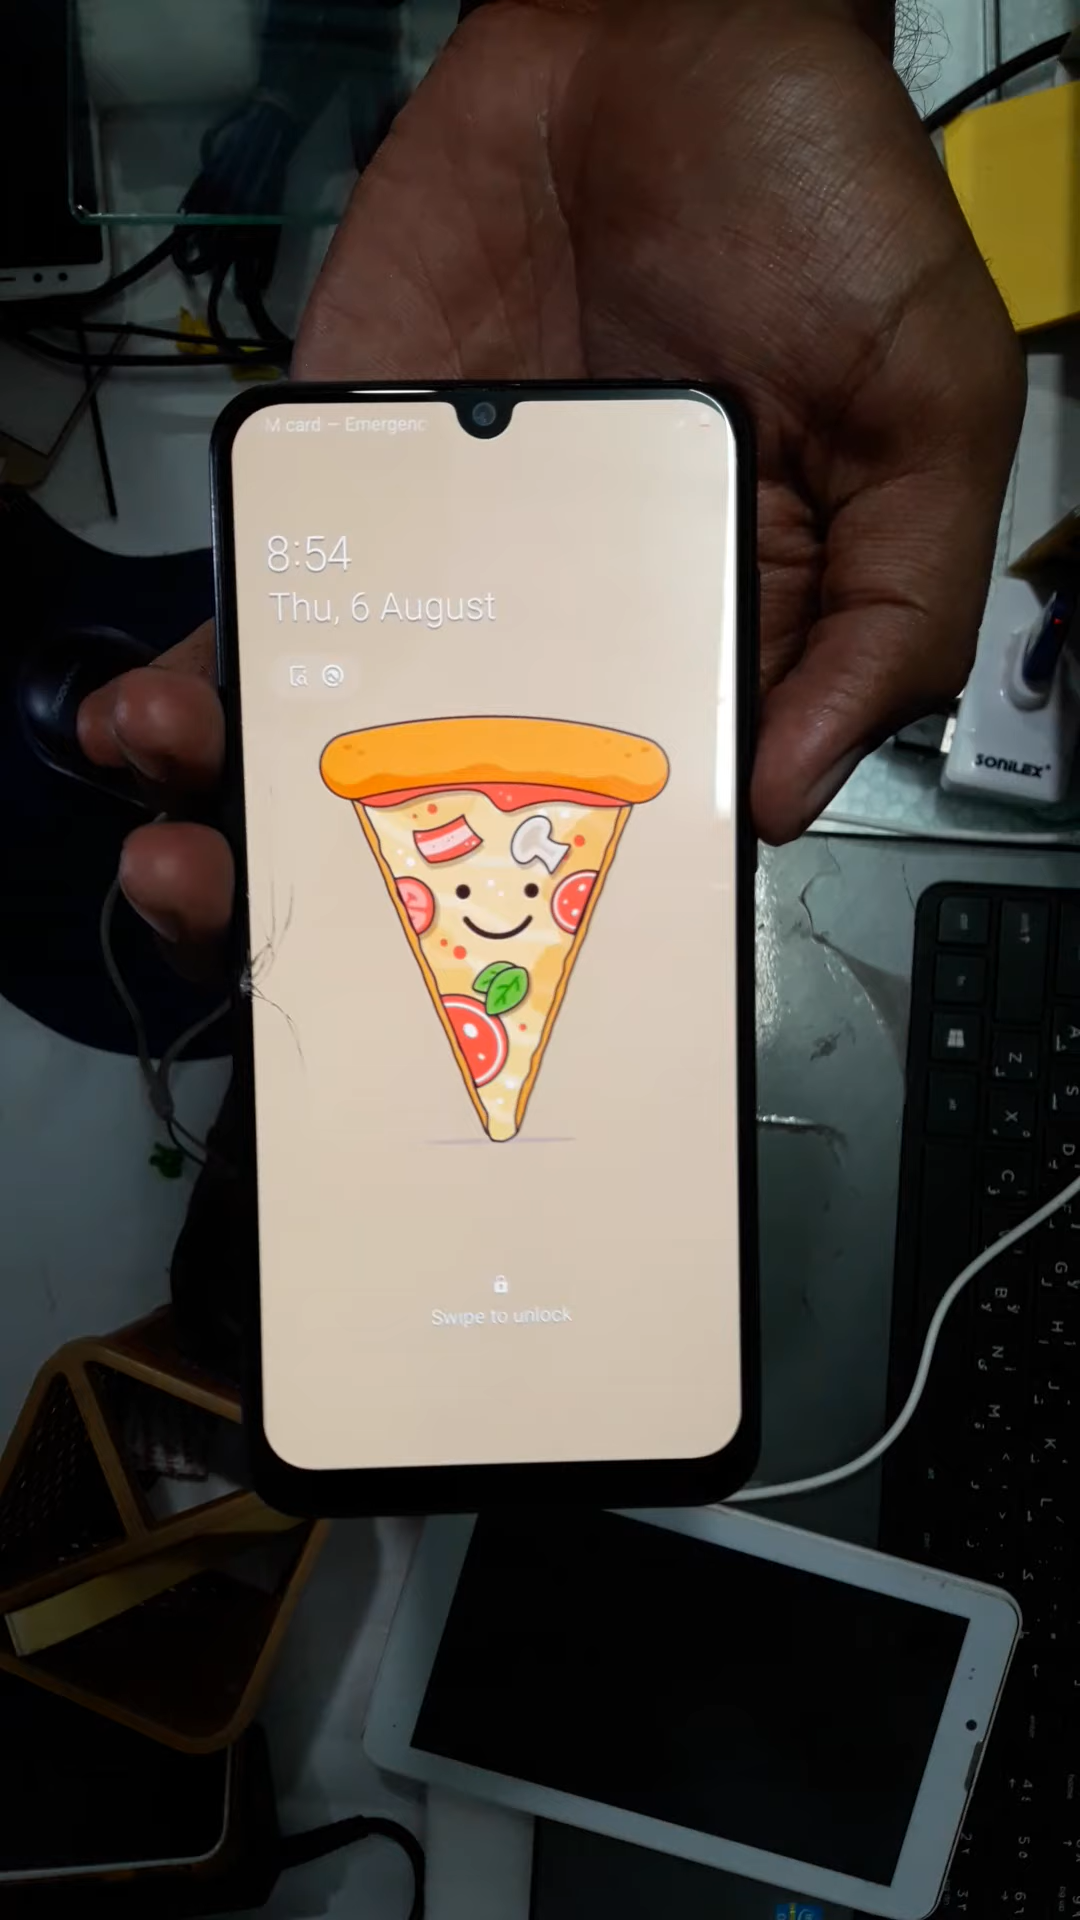 M card – Emergenc
8:54
Thu, 6 August
Swipe to unlock
SONILEX
A
S
D
G
H
J
K
L
Z
X
C
B
N
M